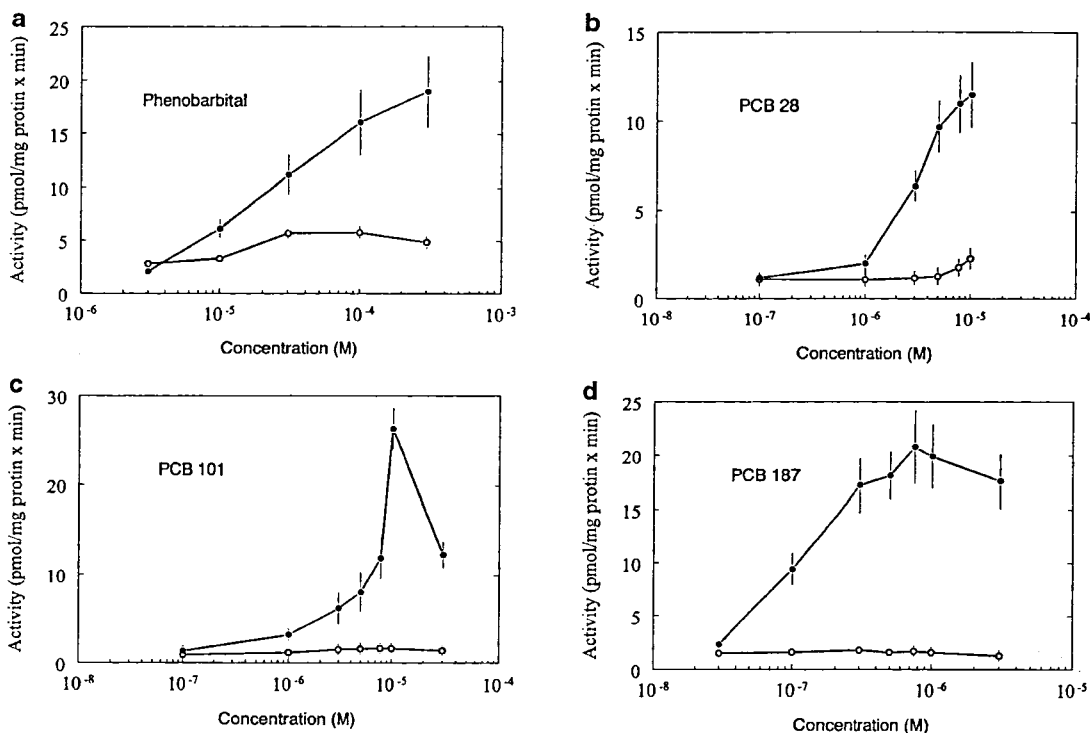 a
Activity (pmol/mg protin x min)
25
20
15
10
5
0
Phenobarbital
10-6
10-5
10-4
10-3
Concentration (M)
b
Activity (pmol/mg protin x min)
15
10
5
0
PCB 28
10-8
10-7
10-6
10-5
10-4
Concentration (M)
c
Activity (pmol/mg protin x min)
30
20
10
0
PCB 101
10-8
10-7
10-6
10-5
10-4
Concentration (M)
d
Activity (pmol/mg protin x min)
25
20
15
10
5
0
PCB 187
10-8
10-7
10-6
10-5
Concentration (M)